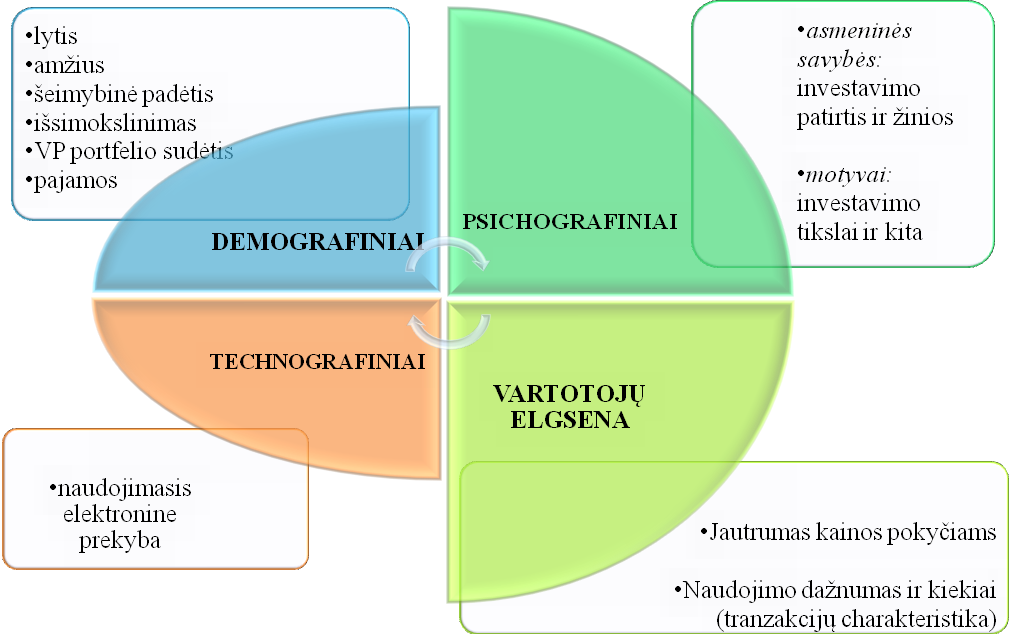 •lytis
•amžius
•šeimybinė padėtis
•išsimokslinimas
•VP portfelio sudėtis
•pajamos
DEMOGRAFINIAI
•asmeninės
savybės:
investavimo
patirtis ir žinios
•motyvai:
investavimo
tikslai ir kita
PSICHOGRAFINIAI
TECHNOGRAFINIAI
•naudojimasis
elektronine
prekyba
VARTOTOJŲ
ELGSENA
•Jautrumas kainos pokyčiams
•Naudojimo dažnumas ir kiekiai
(tranzakcijų charakteristika)